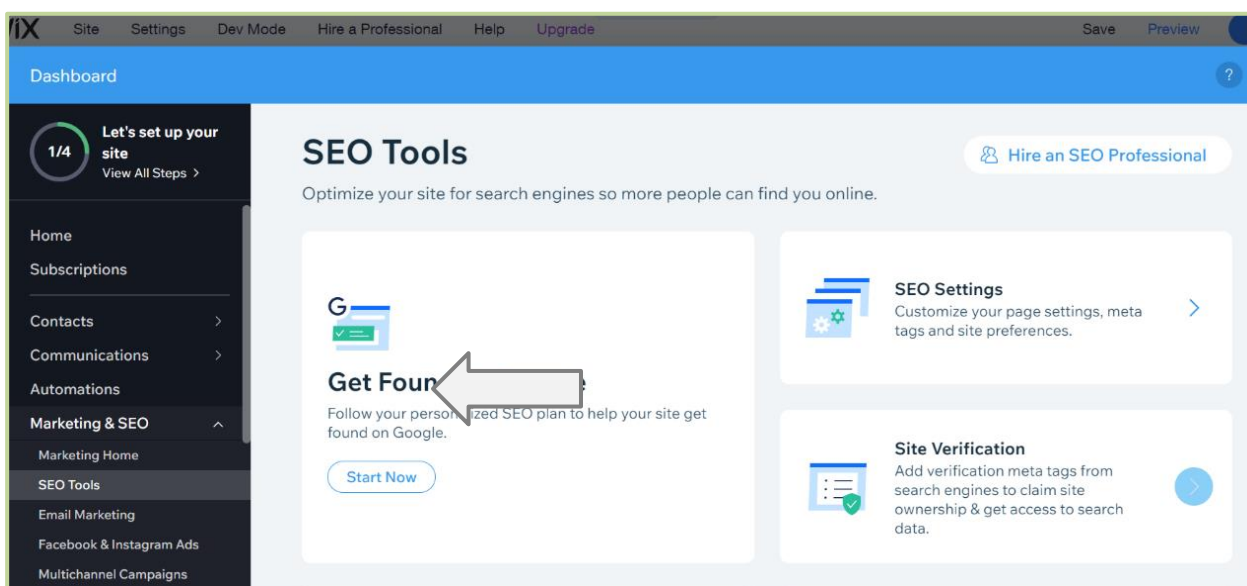 WiX Site Settings Dev Mode Hire a Professional Help Upgrade Save Preview
Dashboard
?
1/4
Let's set up your
site
View All Steps >
Home
Subscriptions
Contacts
Communications
Automations
Marketing & SEO
Marketing Home
SEO Tools
Email Marketing
Facebook & Instagram Ads
Multichannel Campaigns
SEO Tools
Hire an SEO Professional
Optimize your site for search engines so more people can find you online.
G
Get Foun
Follow your person ized SEO plan to help your site get
found on Google.
Start Now
SEO Settings
Customize your page settings, meta
tags and site preferences.
Site Verification
Add verification meta tags from
search engines to claim site
ownership & get access to search
data.